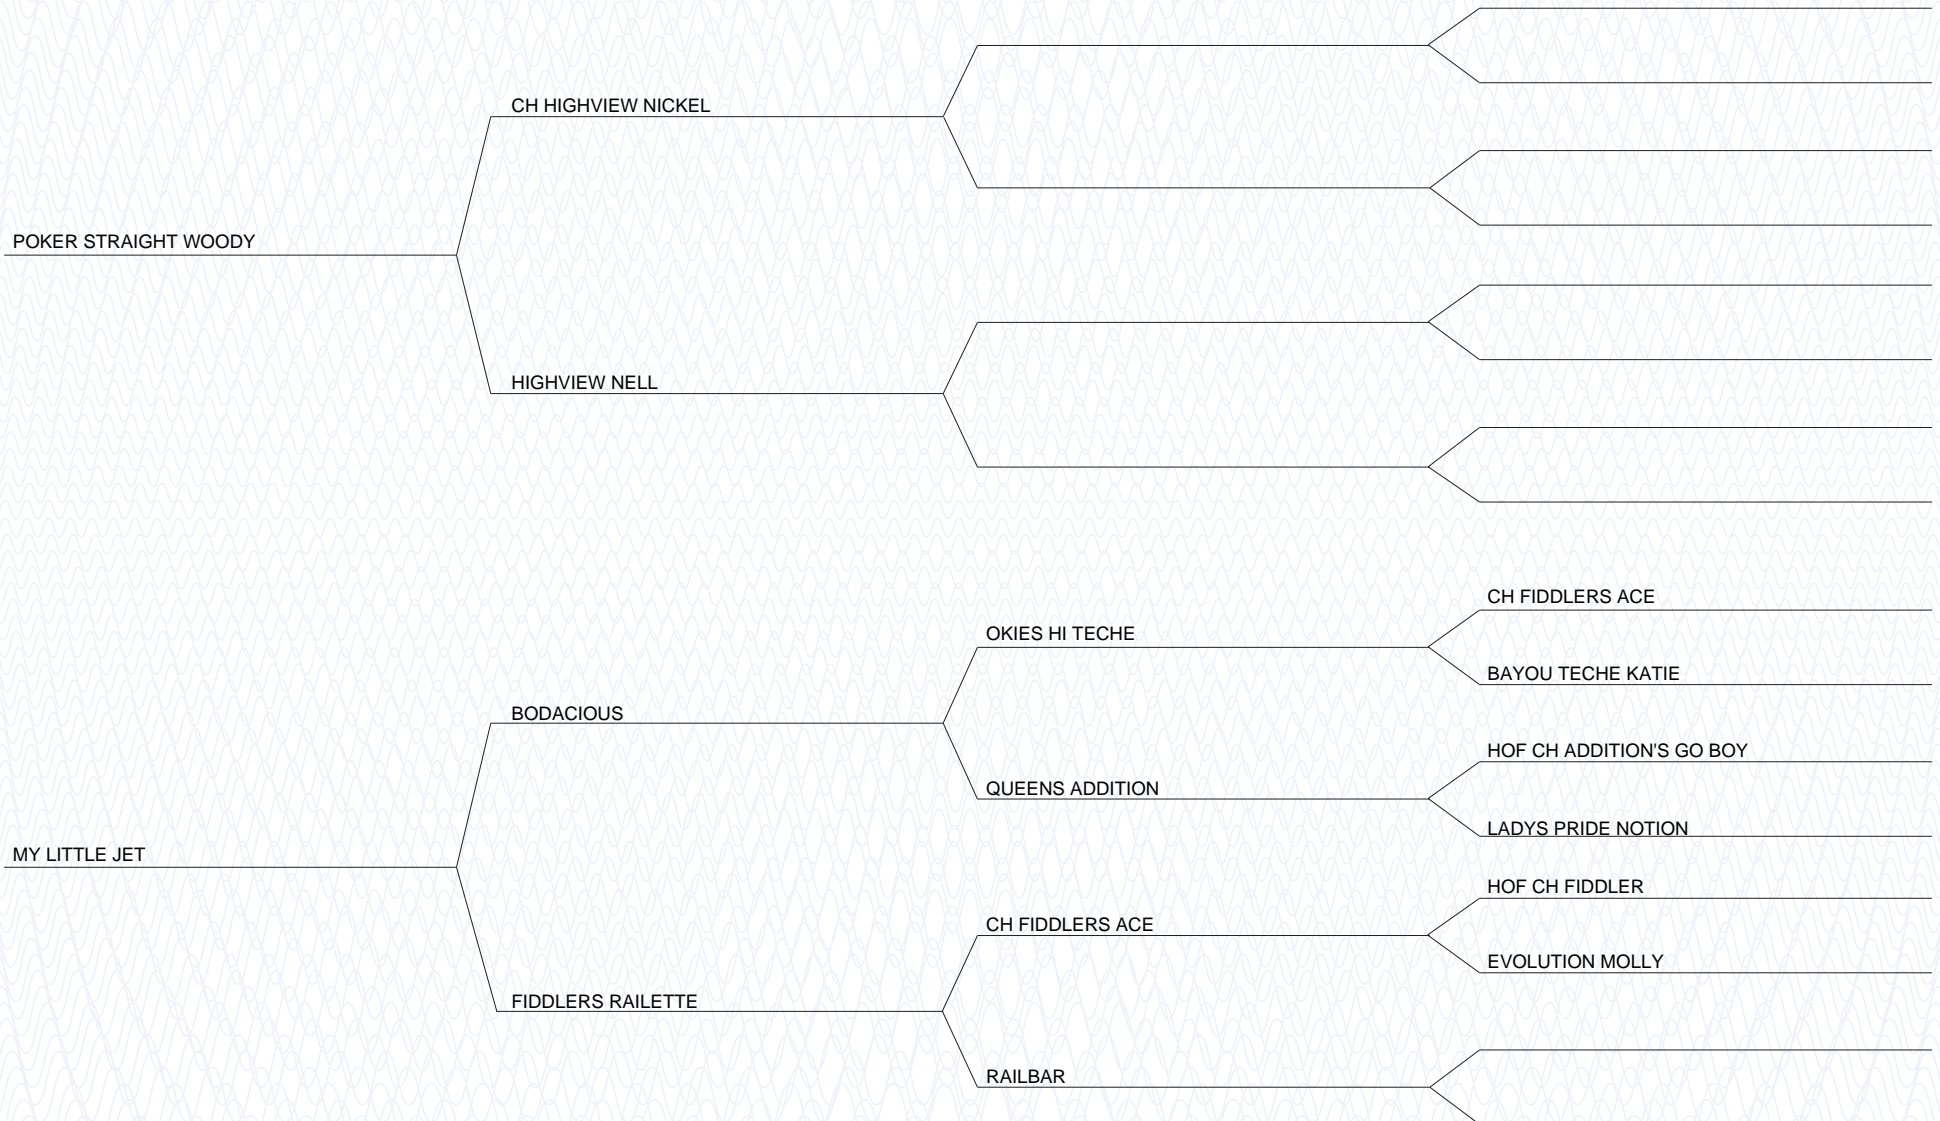 CH HIGHVIEW NICKEL
POKER STRAIGHT WOODY
HIGHVIEW NELL
CH FIDDLERS ACE
OKIES HI TECHE
BAYOU TECHE KATIE
BODACIOUS
HOF CH ADDITION'S GO BOY
QUEENS ADDITION
LADYS PRIDE NOTION
MY LITTLE JET
HOF CH FIDDLER
CH FIDDLERS ACE
EVOLUTION MOLLY
FIDDLERS RAILETTE
RAILBAR